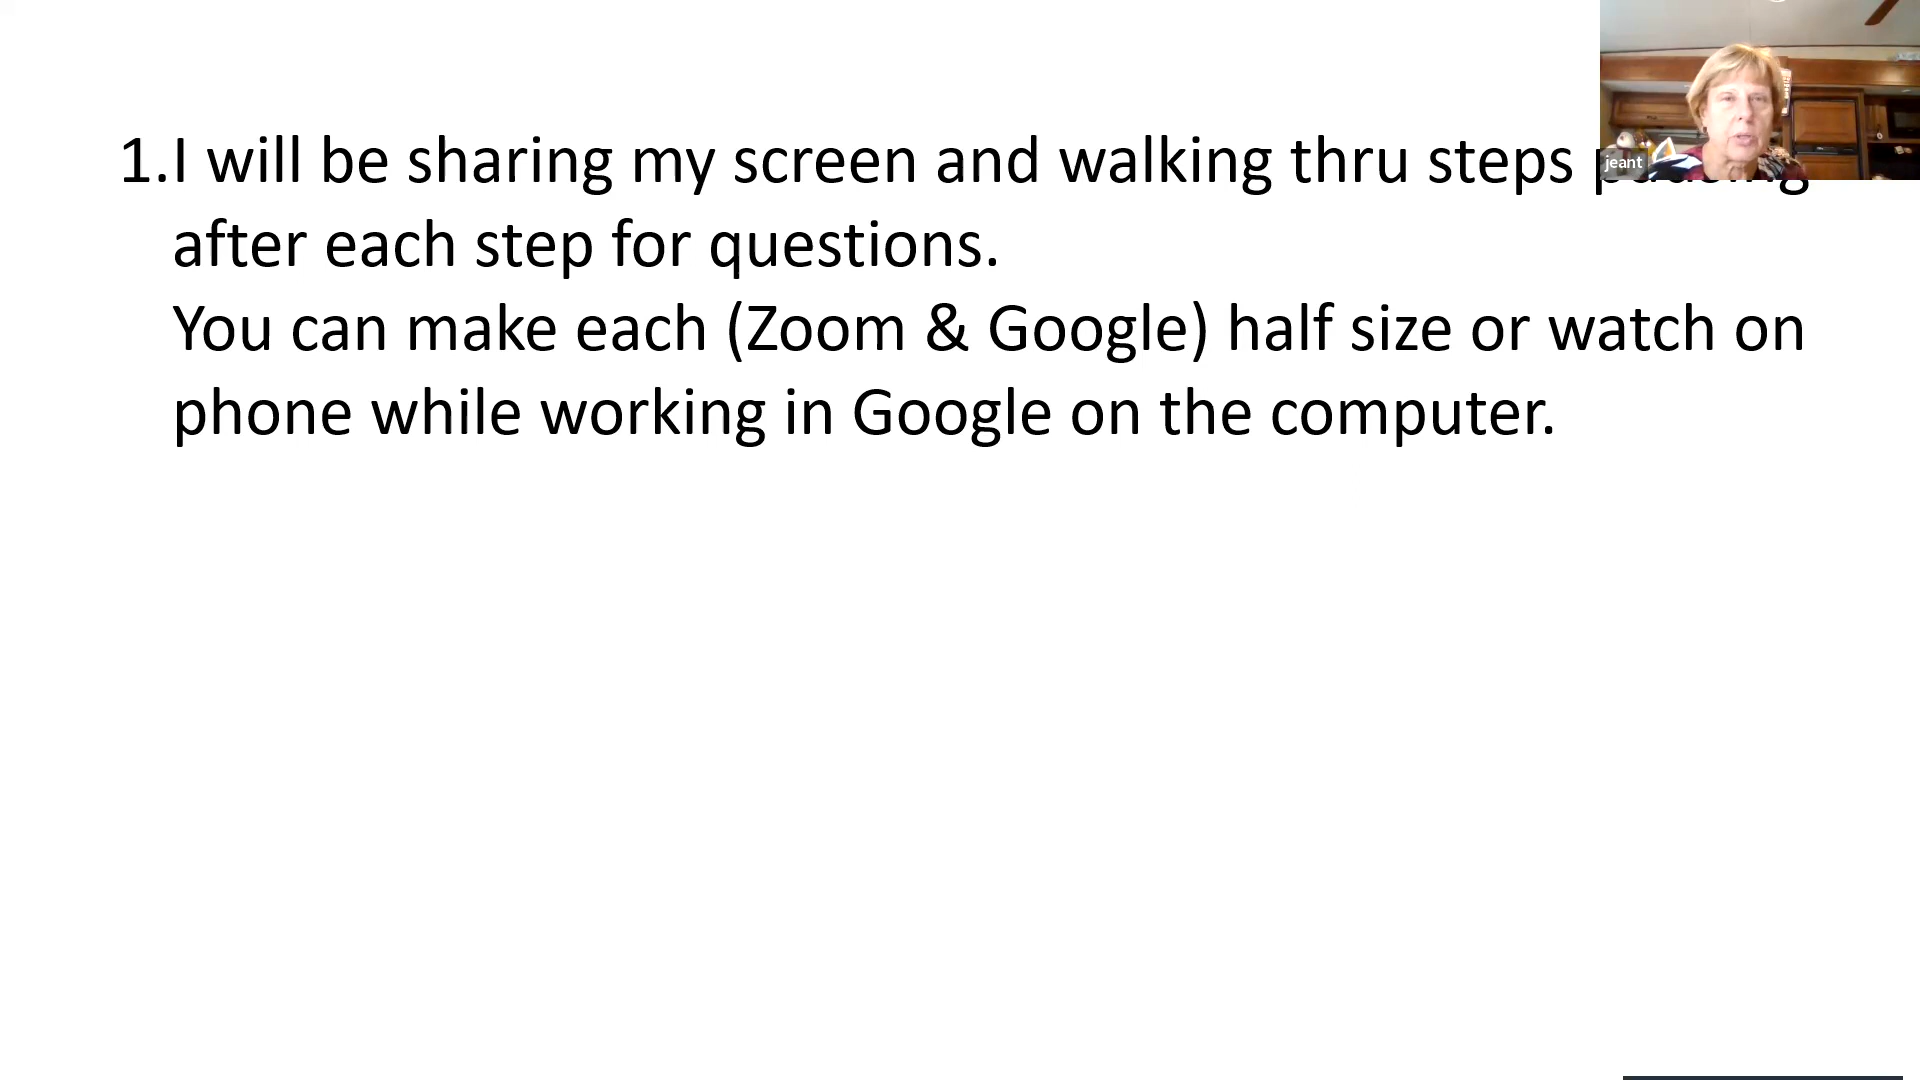 1.I will be sharing my screen and walking thru steps
jeant
after each step for questions.
You can make each (Zoom & Google) half size or watch on
phone while working in Google on the computer.